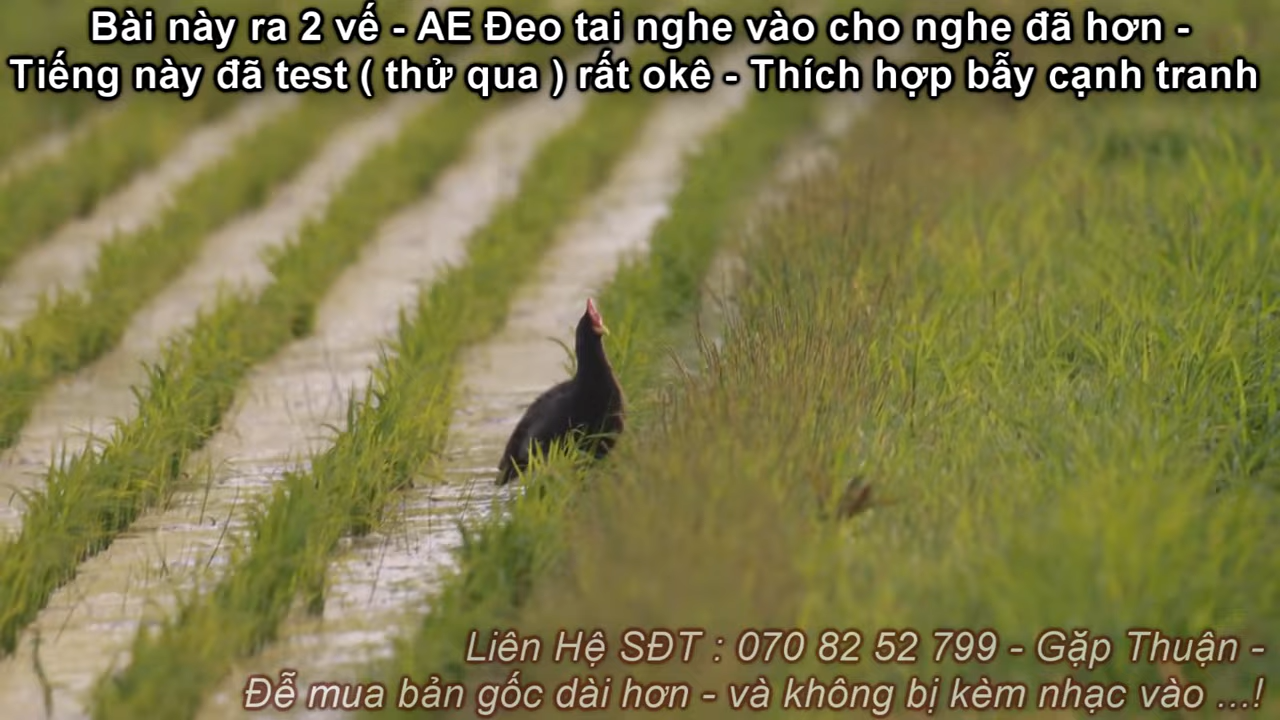 Bài này ra 2 vế - AE Đeo tai nghe vào cho nghe đã hơn -
Tiếng này đã test ( thử qua ) rất okê - Thích hợp bẫy cạnh tranh
Liên Hệ SĐT : 070 82 52 799 - Gặp Thuận -
Đễ mua bản gốc dài hơn - và không bị kèm nhạc vào ...!